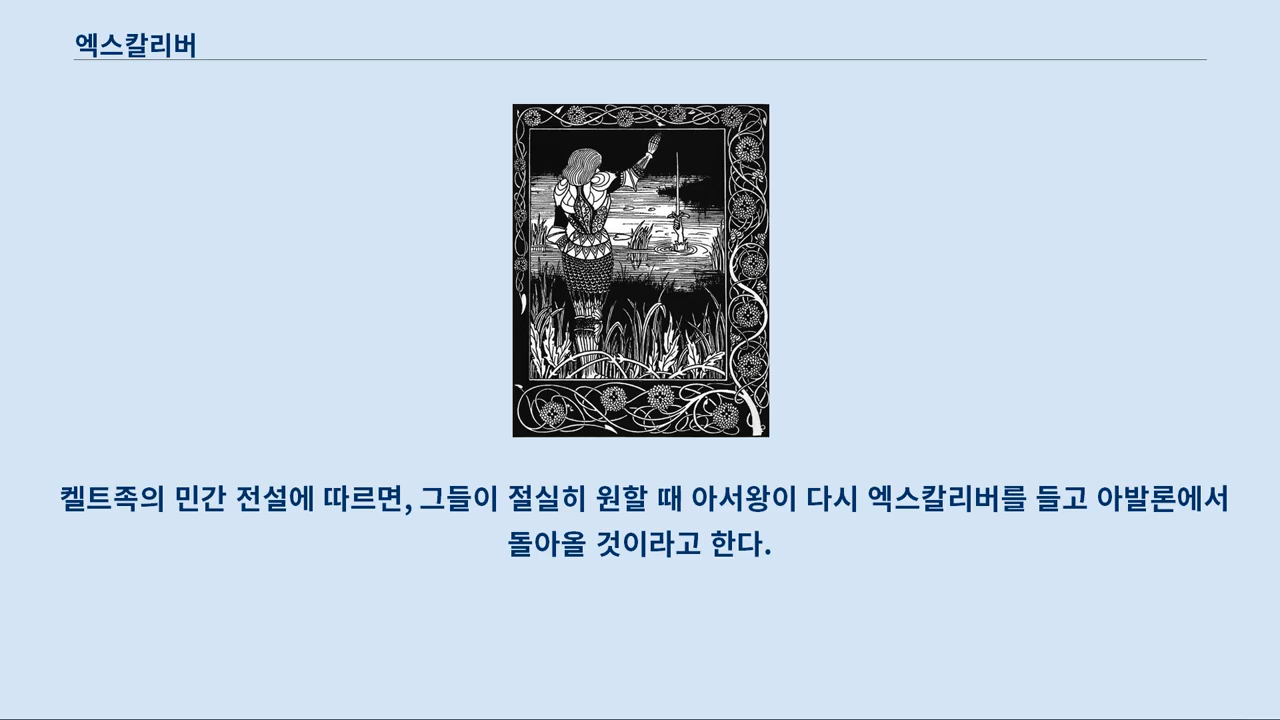 엑스칼리버
켈트족의 민간 전설에 따르면, 그들이 절실히 원할 때 아서왕이 다시 엑스칼리버를 들고 아발론에서
돌아올 것이라고 한다.